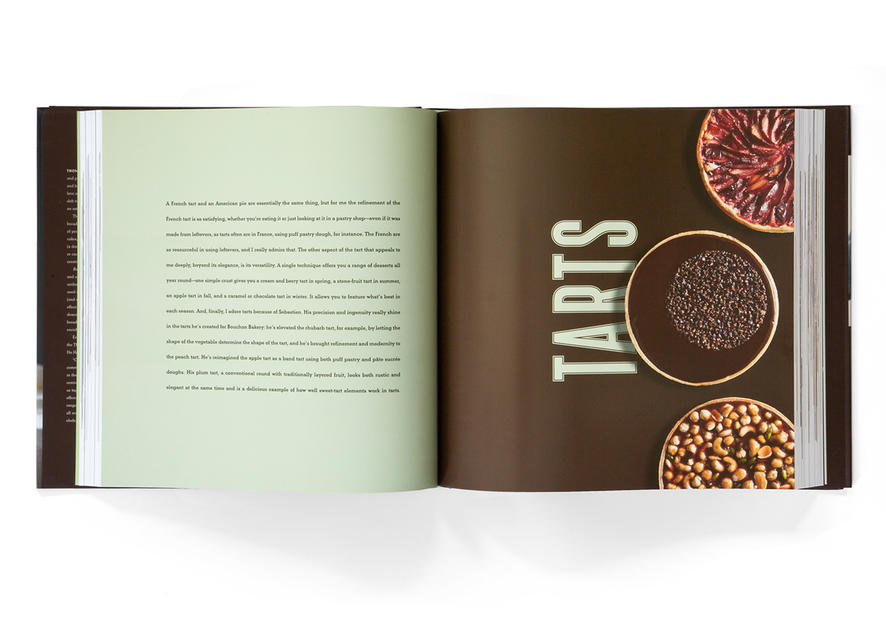 THOM
A French tart and an American pie are essentially the same thing, but for me the refinement of the
French tart is so satisfying, whether you're eating it or just looking at it in a pastry shop—even if it was
made from leftovers, as tarts often are in France, using puff pastry dough, for instance. The French are
so resourceful in using leftovers, and I really admire that. The other aspect of the tart that appeals to
me deeply, beyond its elegance, is its versatility. A single technique offers you a range of desserts all
year round—one simple crust gives you a cream and berry tart in spring, a stone-fruit tart in summer,
an apple tart in fall, and a caramel or chocolate tart in winter. It allows you to feature what's best in
each season. And, finally, I adore tarts because of Sebastien. His precision and ingenuity really shine
in the tarts he's created for Bouchon Bakery: he's elevated the rhubarb tart, for example, by letting the
shape of the vegetable determine the shape of the tart, and he's brought refinement and modernity to
the peach tart. He's reimagined the apple tart as a band tart using both puff pastry and pâte sucrée
doughs. His plum tart, a conventional round with traditionally layered fruit, looks both rustic and
elegant at the same time and is a delicious example of how well sweet-tart elements work in tarts.
TARTS